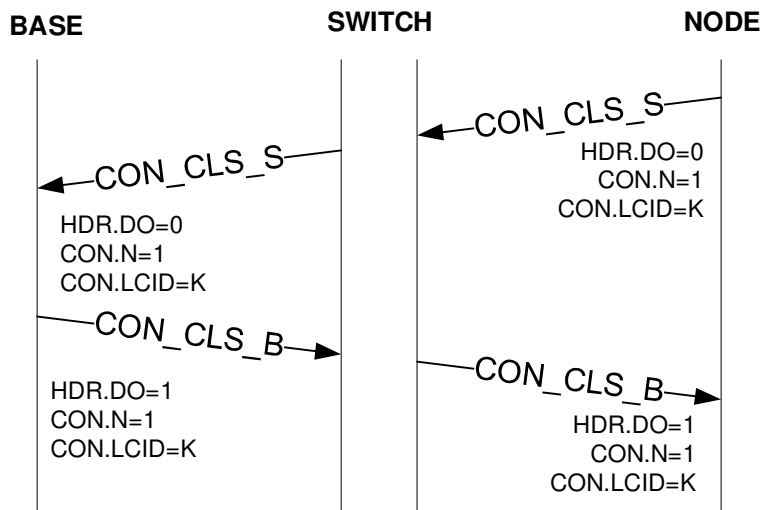 BASE
SWITCH
NODE
CON_CLS_S
HDR.DO=0
CON.N=1
CON.LCID=K
CON_CLS_S
HDR.DO=0
CON.N=1
CON.LCID=K
CON_CLS_B
HDR.DO=1
CON.N=1
CON.LCID=K
CON_CLS_B
HDR.DO=1
CON.N=1
CON.LCID=K